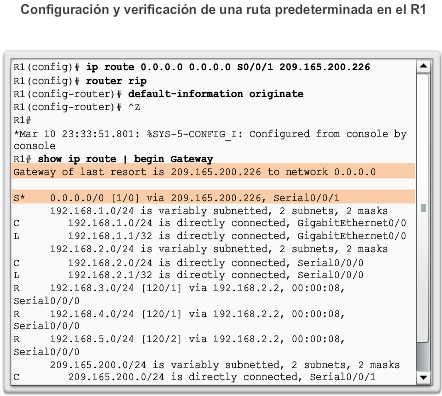 Configuración y verificación de una ruta predeterminada en el R1
R1(config)# ip route 0.0.0.0 0.0.0.0 S0/0/1 209.165.200.226
R1(config)# router rip
R1(config-router)# default-information originate
R1(config-router)# ^Z
R1#
*Mar 10 23:33:51.801: %SYS-5-CONFIG_I: Configured from console by
console
R1# show ip route | begin Gateway
Gateway of last resort is 209.165.200.226 to network 0.0.0.0
S* 0.0.0.0/0 [1/0] via 209.165.200.226, Serial0/0/1
192.168.1.0/24 is variably subnetted, 2 subnets, 2 masks
C 192.168.1.0/24 is directly connected, GigabitEthernet0/0
L 192.168.1.1/32 is directly connected, GigabitEthernet0/0
192.168.2.0/24 is variably subnetted, 2 subnets, 2 masks
C 192.168.2.0/24 is directly connected, Serial0/0/0
L 192.168.2.1/32 is directly connected, Serial0/0/0
R 192.168.3.0/24 [120/1] via 192.168.2.2, 00:00:08,
Serial0/0/0
R 192.168.4.0/24 [120/1] via 192.168.2.2, 00:00:08,
Serial0/0/0
R 192.168.5.0/24 [120/2] via 192.168.2.2, 00:00:08,
Serial0/0/0
209.165.200.0/24 is variably subnetted, 2 subnets, 2 masks
C 209.165.200.0/24 is directly connected, Serial0/0/1